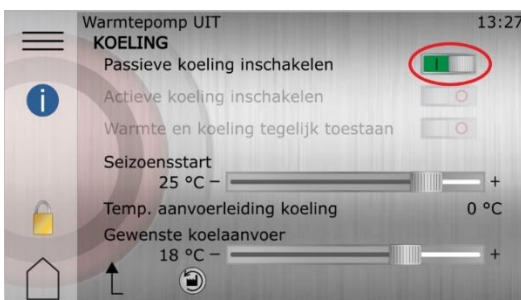 Warmtepomp UIT 13:27
KOELING
Passieve koeling inschakelen
Actieve koeling inschakelen
Warmte en koeling tegelijk toestaan
Seizoensstart
25 °C - +
Temp. aanvoerleiding koeling 0 °C
Gewenste koelaanvoer
18 °C - +